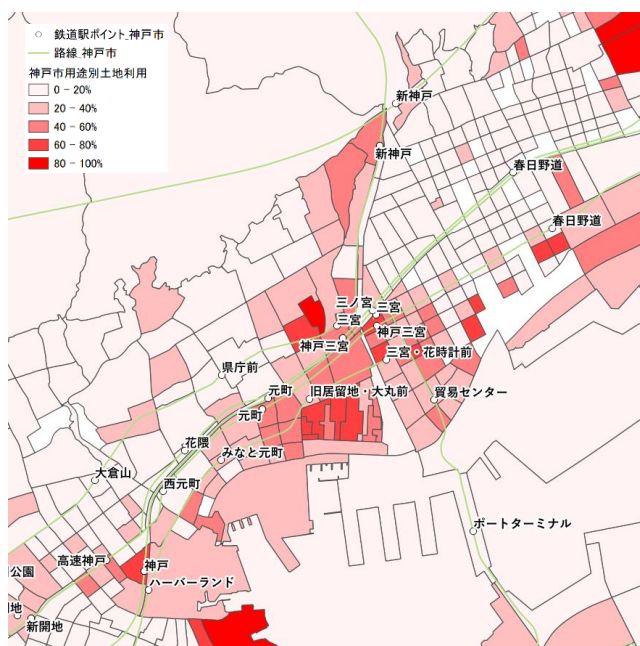 鉄道駅ポイント_神戸市
路線_神戸市
神戸市用途別土地利用
0 - 20%
20 - 40%
40 - 60%
60 - 80%
80 - 100%
新神戸
新神戸
春日野道
春日野道
三ノ宮
三宮
三宮
神戸三宮
神戸三宮
三宮
花時計前
県庁前
元町
旧居留地・大丸前
貿易センター
元町
花隈
みなと元町
大倉山
西元町
ポートターミナル
高速神戸
神戸
公園
ハーバーランド
地
新開地